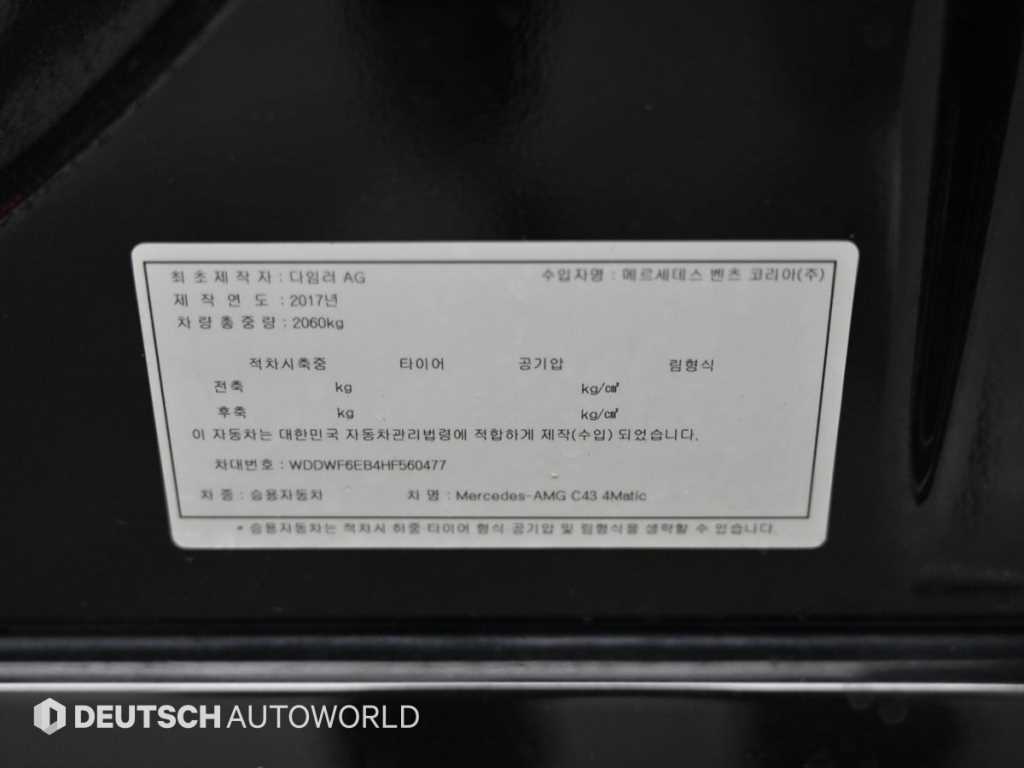 최 초 제 작 자 : 다임러 AG 수입자명 : 메르세데스 벤츠 코리아(주)
제 작 연 도 : 2017년
차 량 총 중 량 : 2060kg
적차시축중 타이어 공기압 림형식
전축 kg kg/㎠
후축 kg kg/㎠
이 자동차는 대한민국 자동차관리법령에 적합하게 제작(수입) 되었습니다.
차대번호 : WDDWF6EB4HF560477
차 종 : 승용자동차 차 명 : Mercedes-AMG C43 4Matic
* 승용자동차는 적차시 하중 타이어 형식 공기압 및 림형식을 생략할 수 있습니다.
DEUTSCH AUTOWORLD